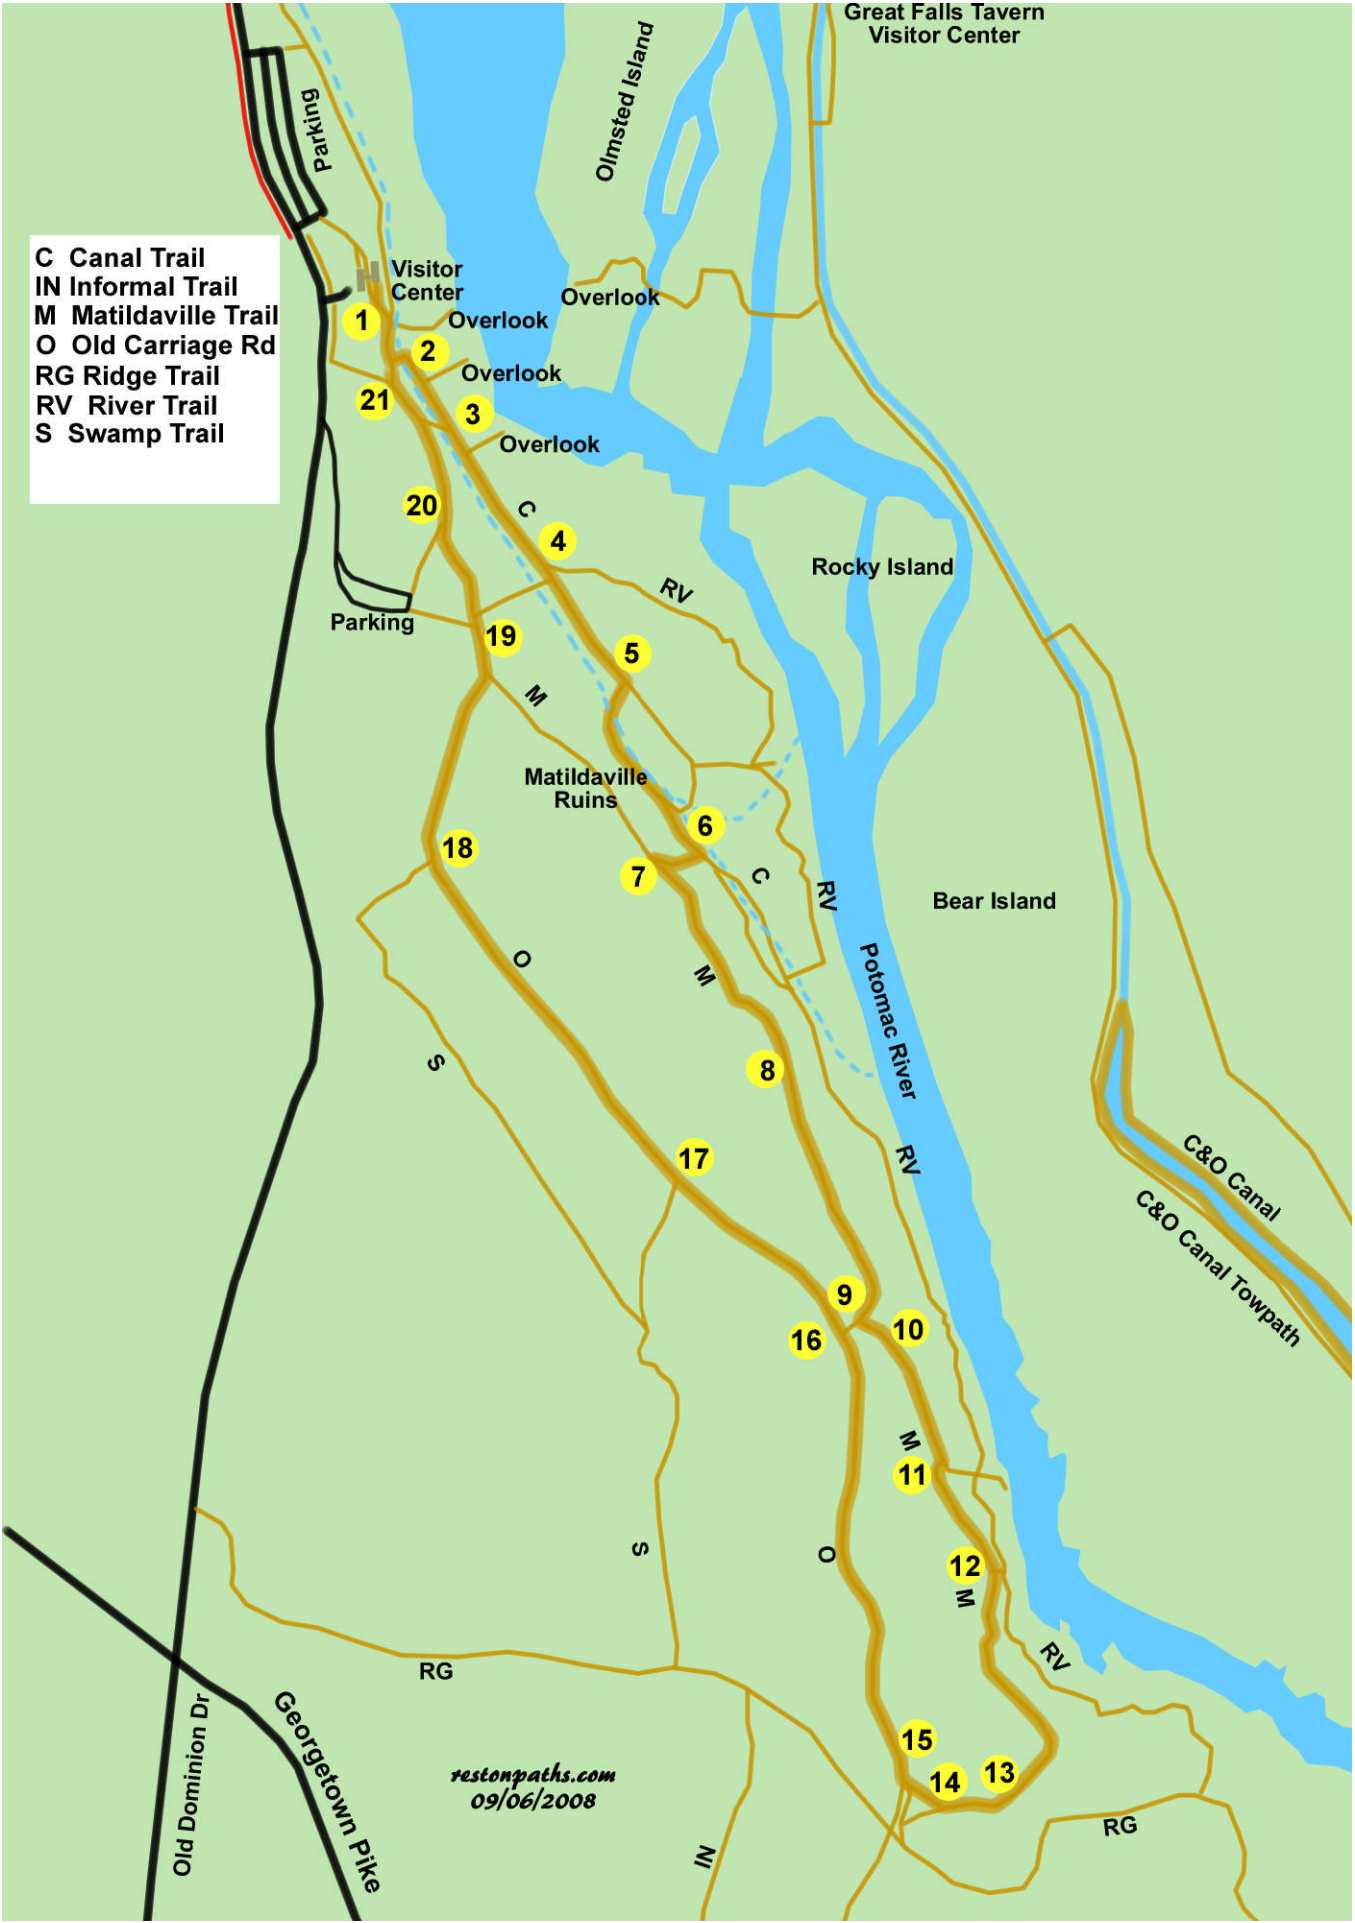 Great Falls Tavern
Visitor Center
Olmsted Island
Parking
C Canal Trail
IN Informal Trail
M Matildaville Trail
O Old Carriage Rd
RG Ridge Trail
RV River Trail
S Swamp Trail
Visitor
Center
Overlook
1
Overlook
2
Overlook
21
3
Overlook
20
C
4
Rocky Island
RV
Parking
19
5
M
Matildaville
Ruins
6
18
7
C
RV
Bear Island
O
M
Potomac River
S
8
17
RV
C&O Canal
C&O Canal Towpath
9
10
16
M
11
S
O
12
M
RV
RG
Old Dominion Dr
Georgetown Pike
15
14
13
restonpaths.com
09/06/2008
RG
IN